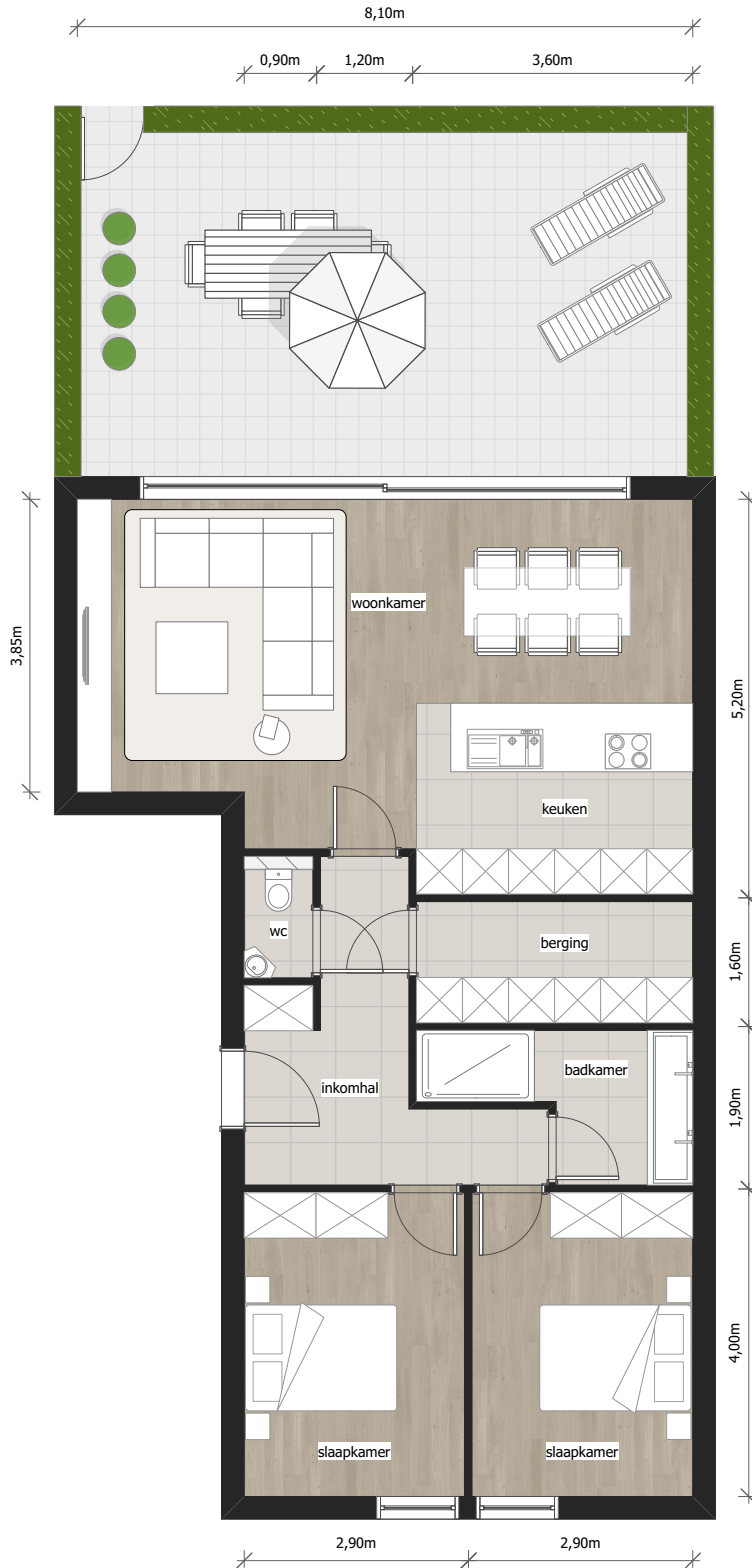 8,10m
0,90m
1,20m
3,60m
woonkamer
3,85m
5,20m
keuken
wc
berging
1,60m
badkamer
inkomhal
1,90m
4,00m
slaapkamer
slaapkamer
2,90m
2,90m